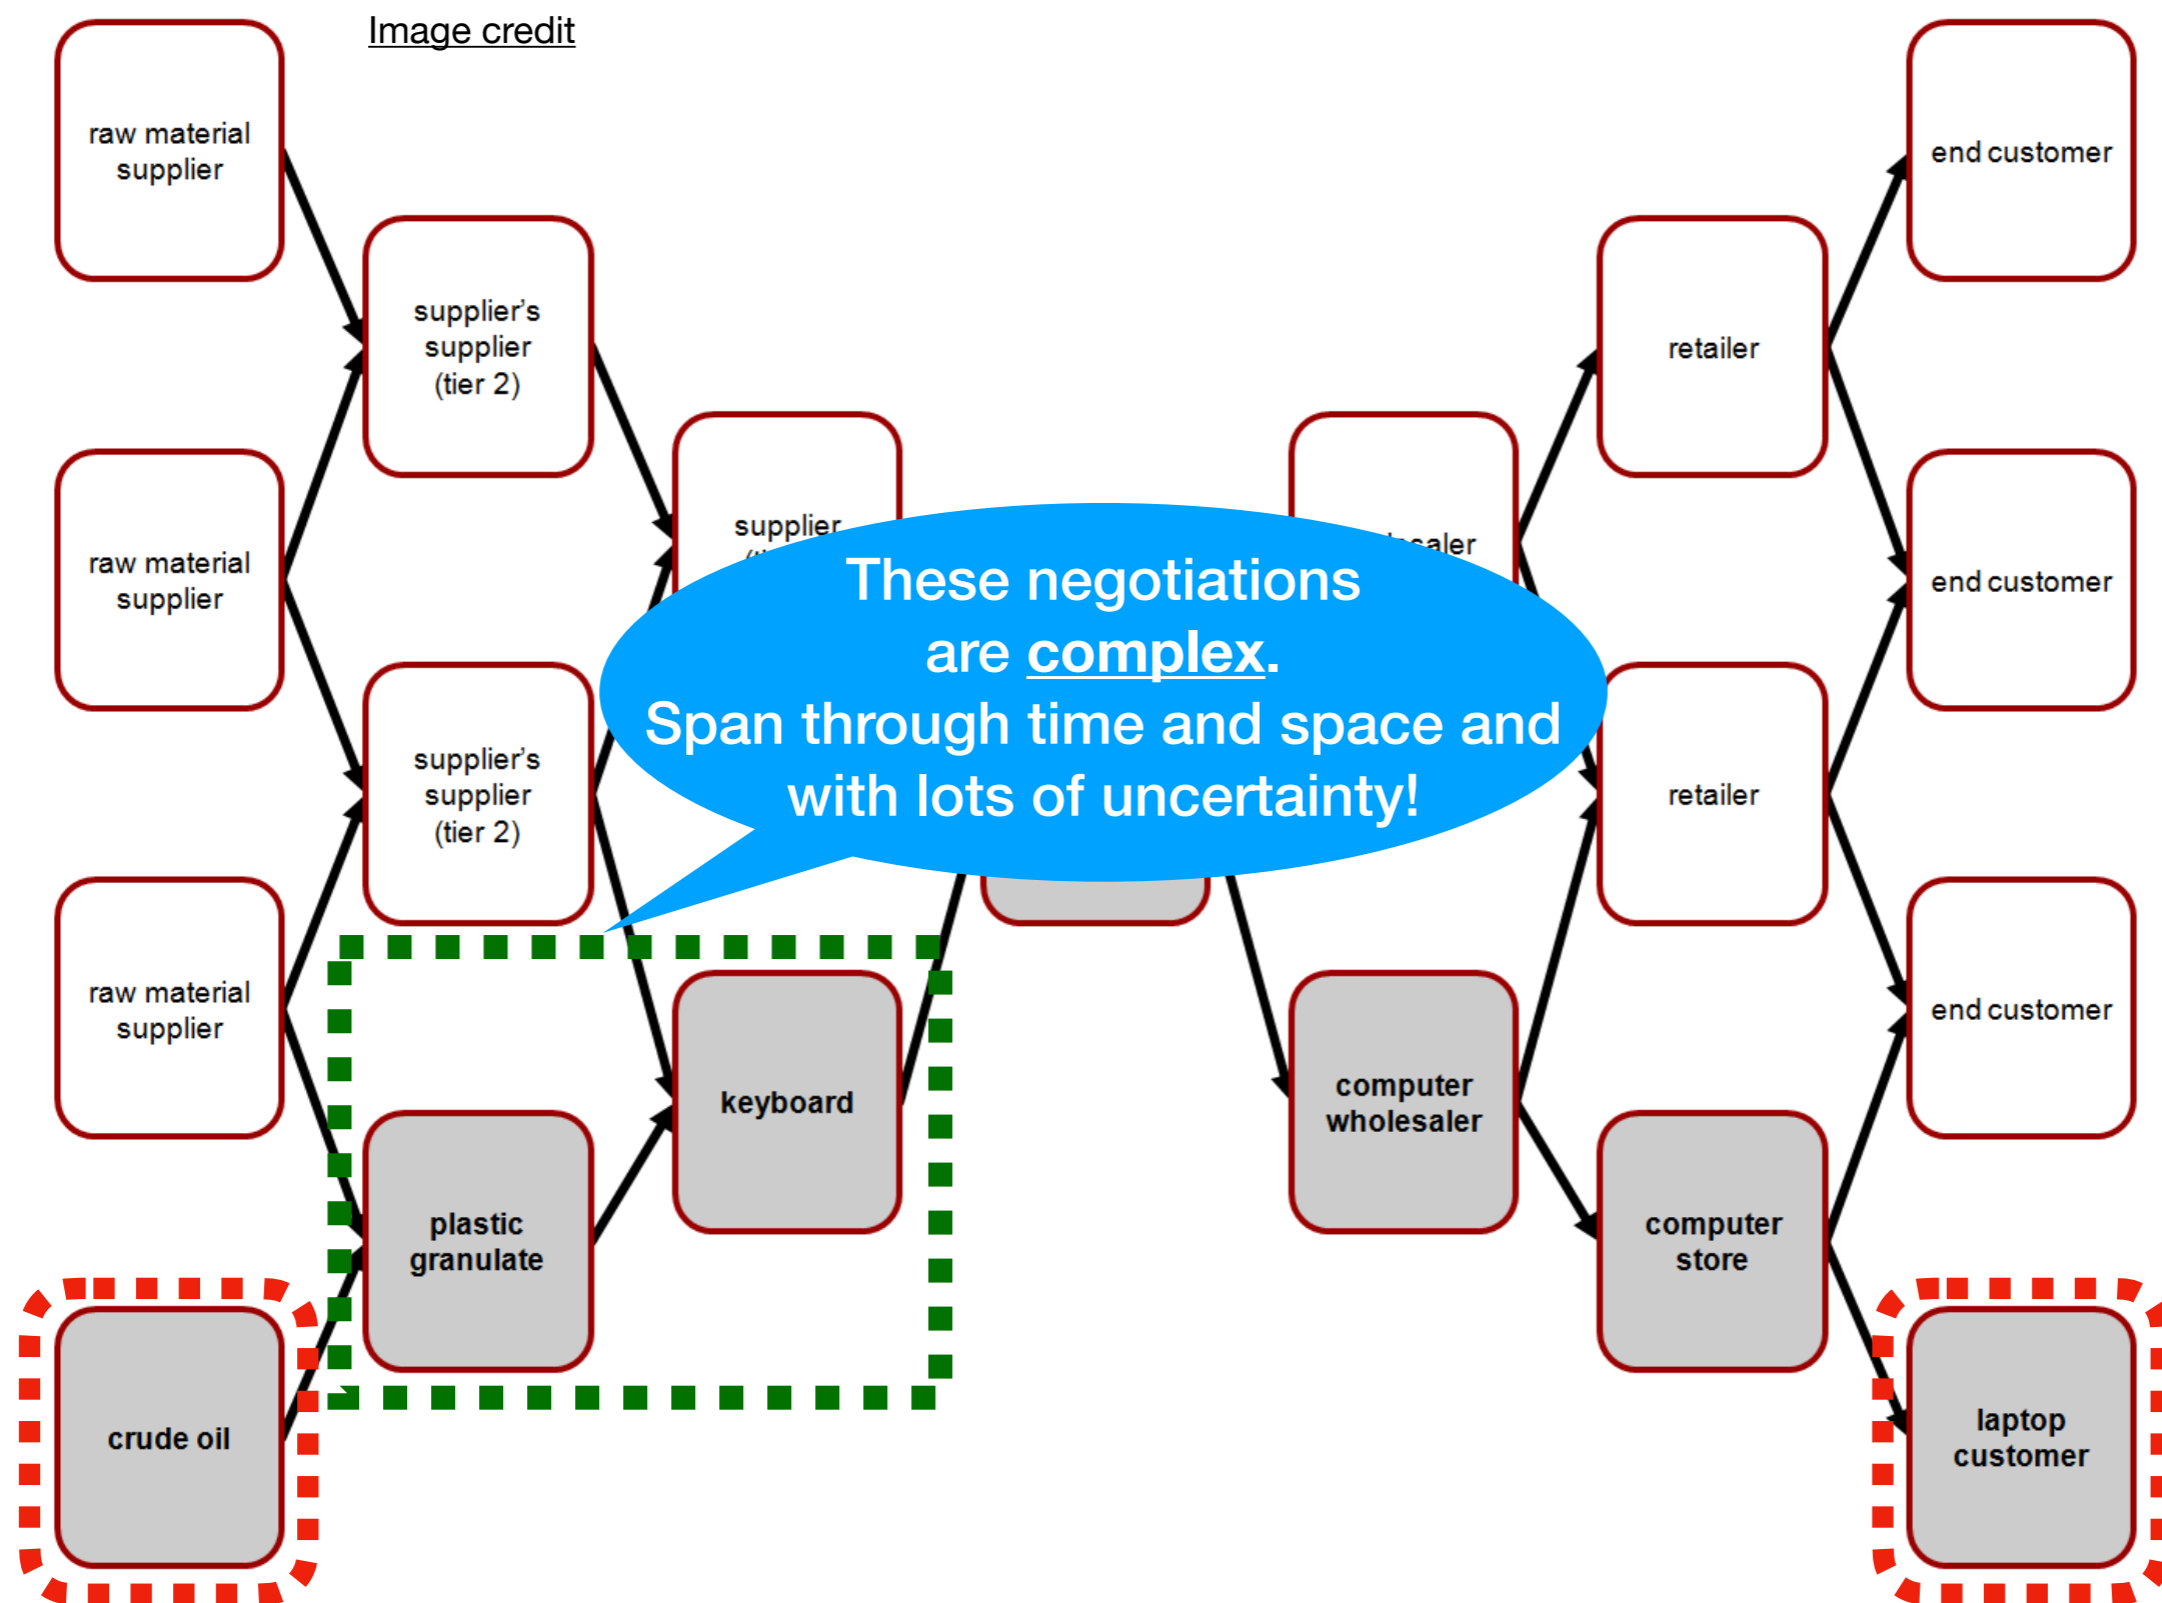 Image credit
raw material
supplier
end customer
supplier's
supplier
(tier 2)
retailer
supplier
raw material
supplier
end customer
These negotiations
are complex.
Span through time and space and
with lots of uncertainty!
supplier's
supplier
(tier 2)
retailer
raw material
supplier
end customer
keyboard
computer
wholesaler
plastic
granulate
computer
store
crude oil
laptop
customer